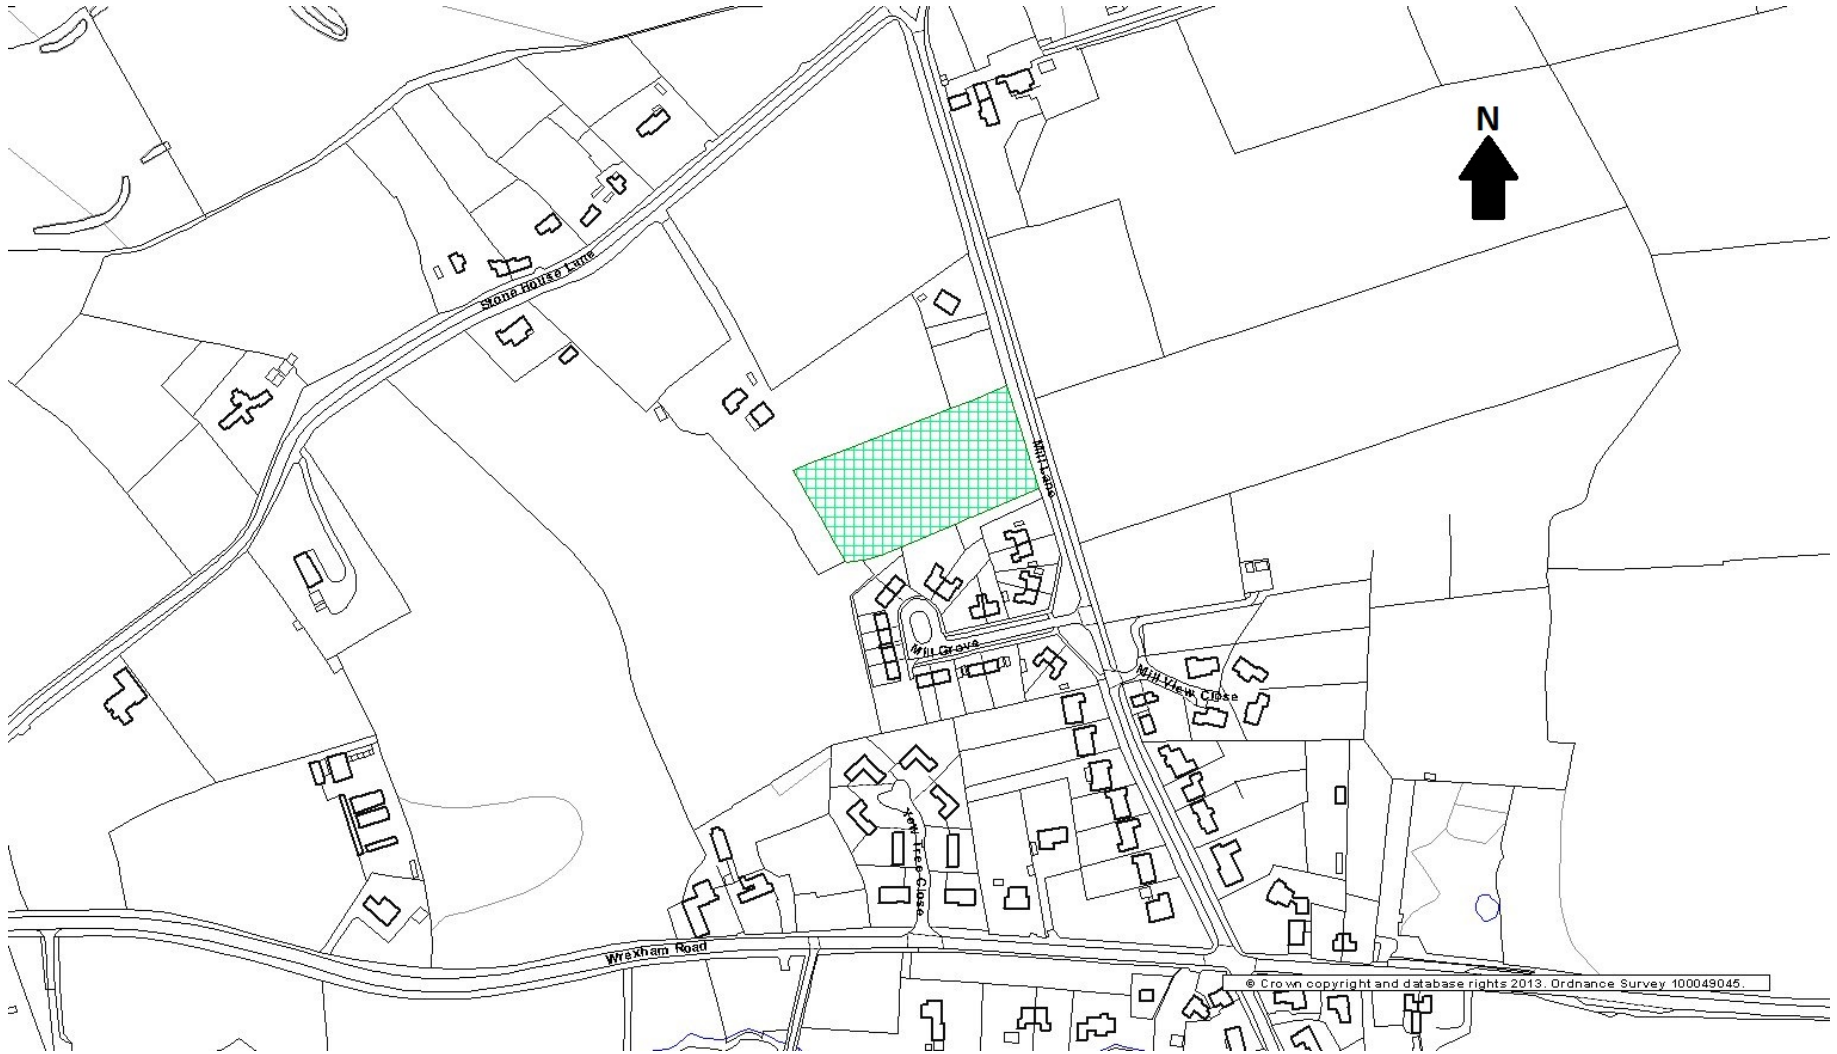 N
Stone House Lane
Mill Lane
Mill Grove
Mill View Close
Yew Tree Close
Wrexham Road
© Crown copyright and database rights 2013. Ordnance Survey 100049045.